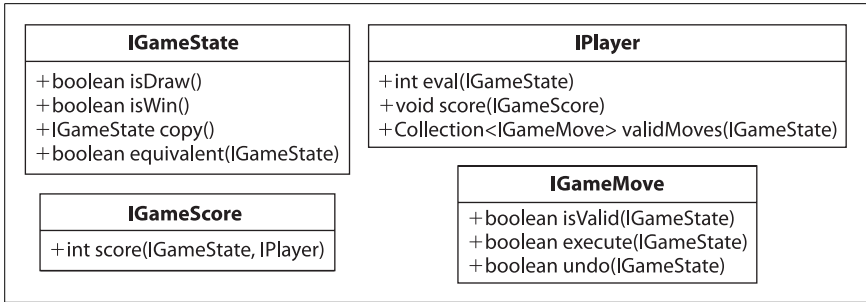 IGameState
+boolean isDraw()
+boolean isWin()
+IGameState copy()
+boolean equivalent(IGameState)
IPlayer
+int eval(IGameState)
+void score(IGameScore)
+Collection<IGameMove> validMoves(IGameState)
IGameScore
+int score(IGameState, IPlayer)
IGameMove
+boolean isValid(IGameState)
+boolean execute(IGameState)
+boolean undo(IGameState)